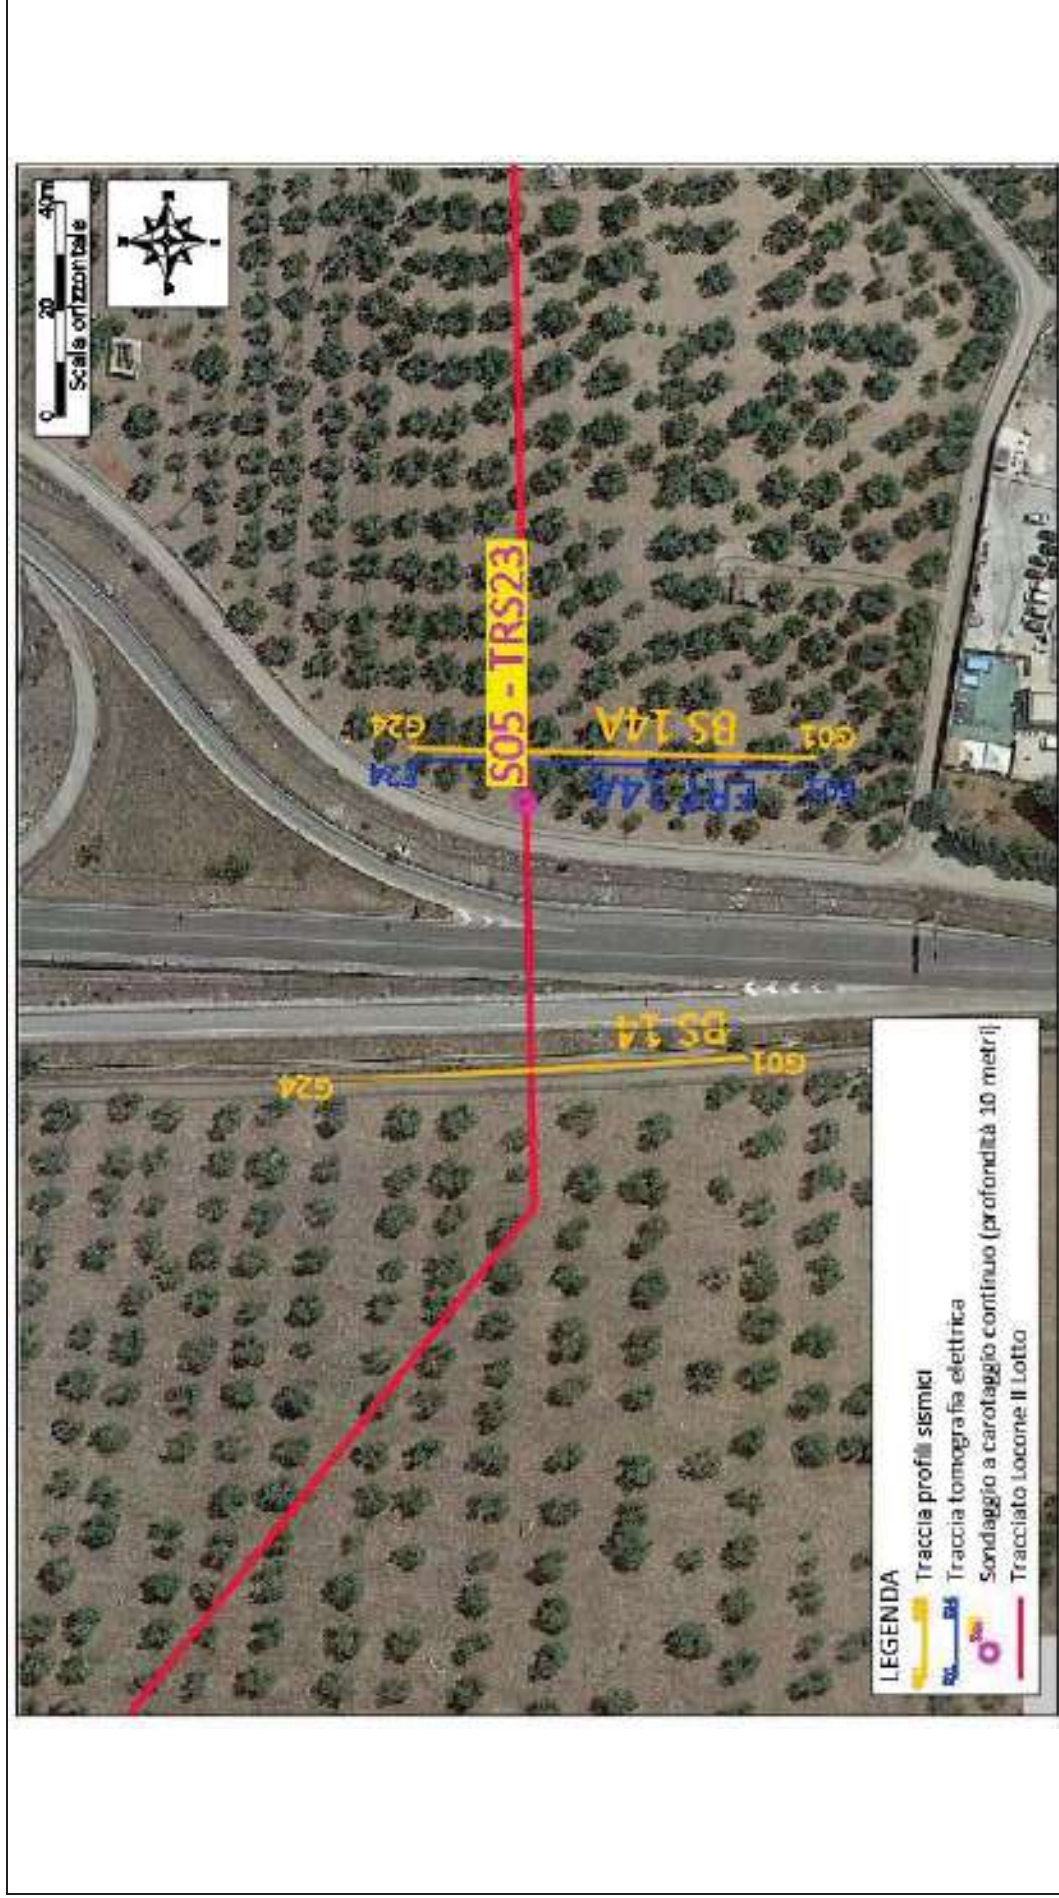 0 20 40m
Scala orizzontale
S05 - TRS23
G24
BS 14A
G01
E24
ERT 14A
E01
G24
BS 14
G01
LEGENDA
Traccia profili sismici
Traccia tomografia elettrica
Sondaggio a carotaggio continuo (profondità 10 metri)
Tracciato Locone II Lotto